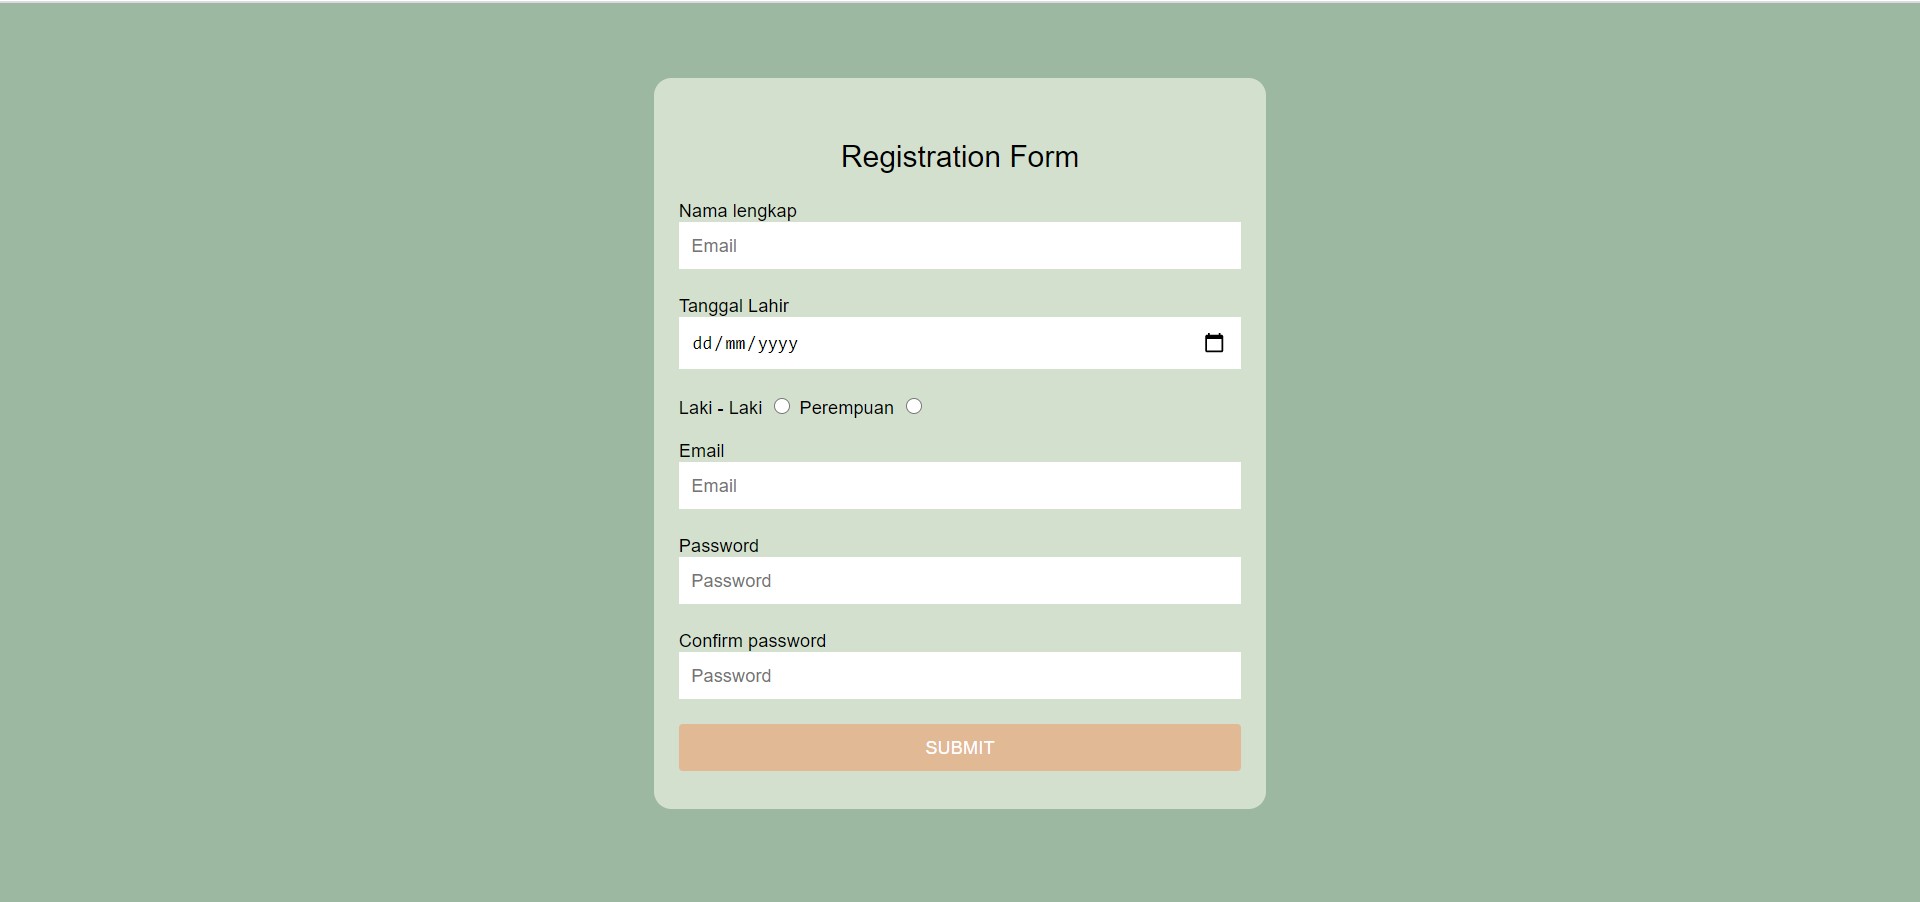 Registration Form
Nama lengkap
Email
Tanggal Lahir
dd/mm/yyyy
Laki - Laki Perempuan
Email
Email
Password
Password
Confirm password
Password
SUBMIT